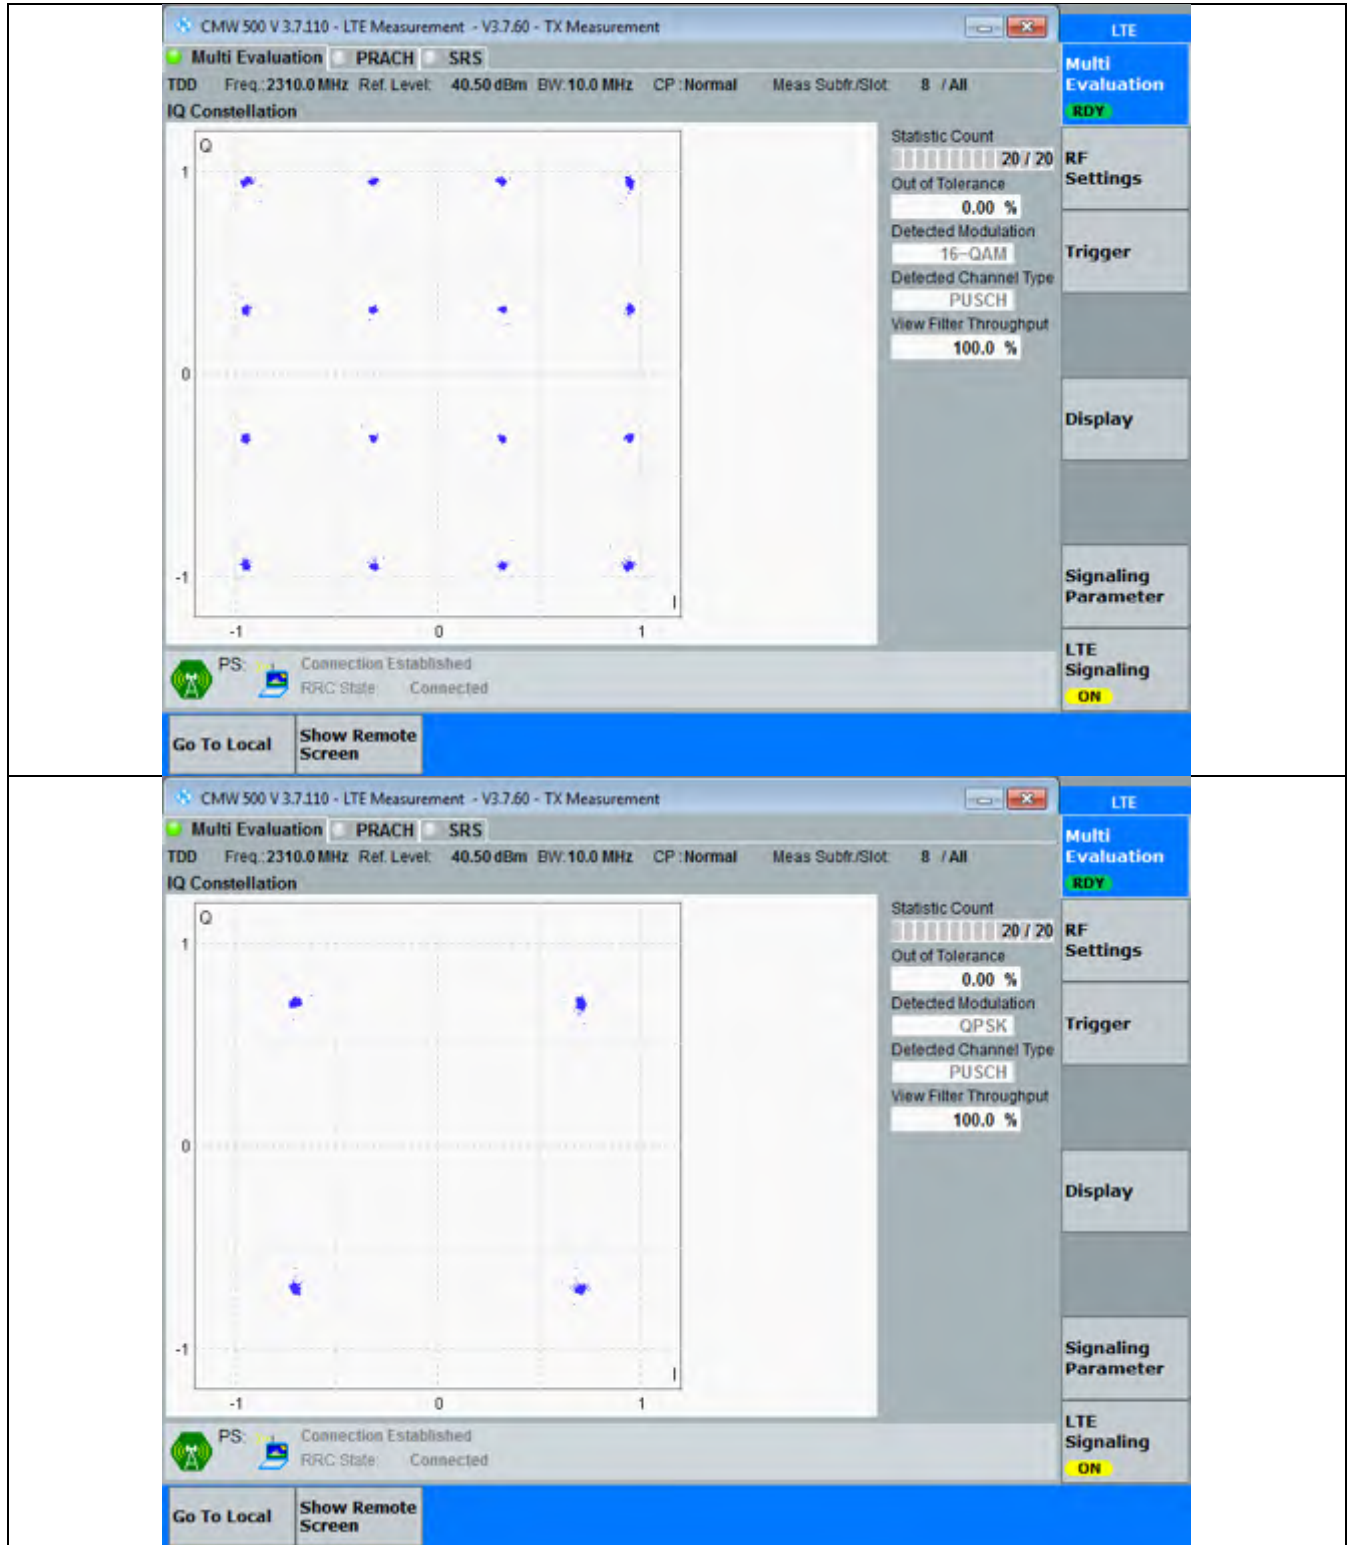 CMW 500 V 3.7.110 - LTE Measurement - V3.7.60 - TX Measurement
LTE
Multi Evaluation PRACH SRS
Multi
Evaluation
RDY
TDD Freq.:2310.0 MHz Ref. Level: 40.50 dBm BW:10.0 MHz CP :Normal Meas Subfr./Slot: 8 / All
IQ Constellation
Q
1
0
-1
-1 0 1
I
Statistic Count
20 / 20
Out of Tolerance
0.00 %
Detected Modulation
16-QAM
Detected Channel Type
PUSCH
View Filter Throughput
100.0 %
RF
Settings
Trigger
Display
Signaling
Parameter
LTE
Signaling
ON
PS: Connection Established
RRC State Connected
Go To Local
Show Remote
Screen
CMW 500 V 3.7.110 - LTE Measurement - V3.7.60 - TX Measurement
LTE
Multi Evaluation PRACH SRS
Multi
Evaluation
RDY
TDD Freq.:2310.0 MHz Ref. Level: 40.50 dBm BW:10.0 MHz CP :Normal Meas Subfr./Slot: 8 / All
IQ Constellation
Q
1
0
-1
-1 0 1
I
Statistic Count
20 / 20
Out of Tolerance
0.00 %
Detected Modulation
QPSK
Detected Channel Type
PUSCH
View Filter Throughput
100.0 %
RF
Settings
Trigger
Display
Signaling
Parameter
LTE
Signaling
ON
PS: Connection Established
RRC State Connected
Go To Local
Show Remote
Screen